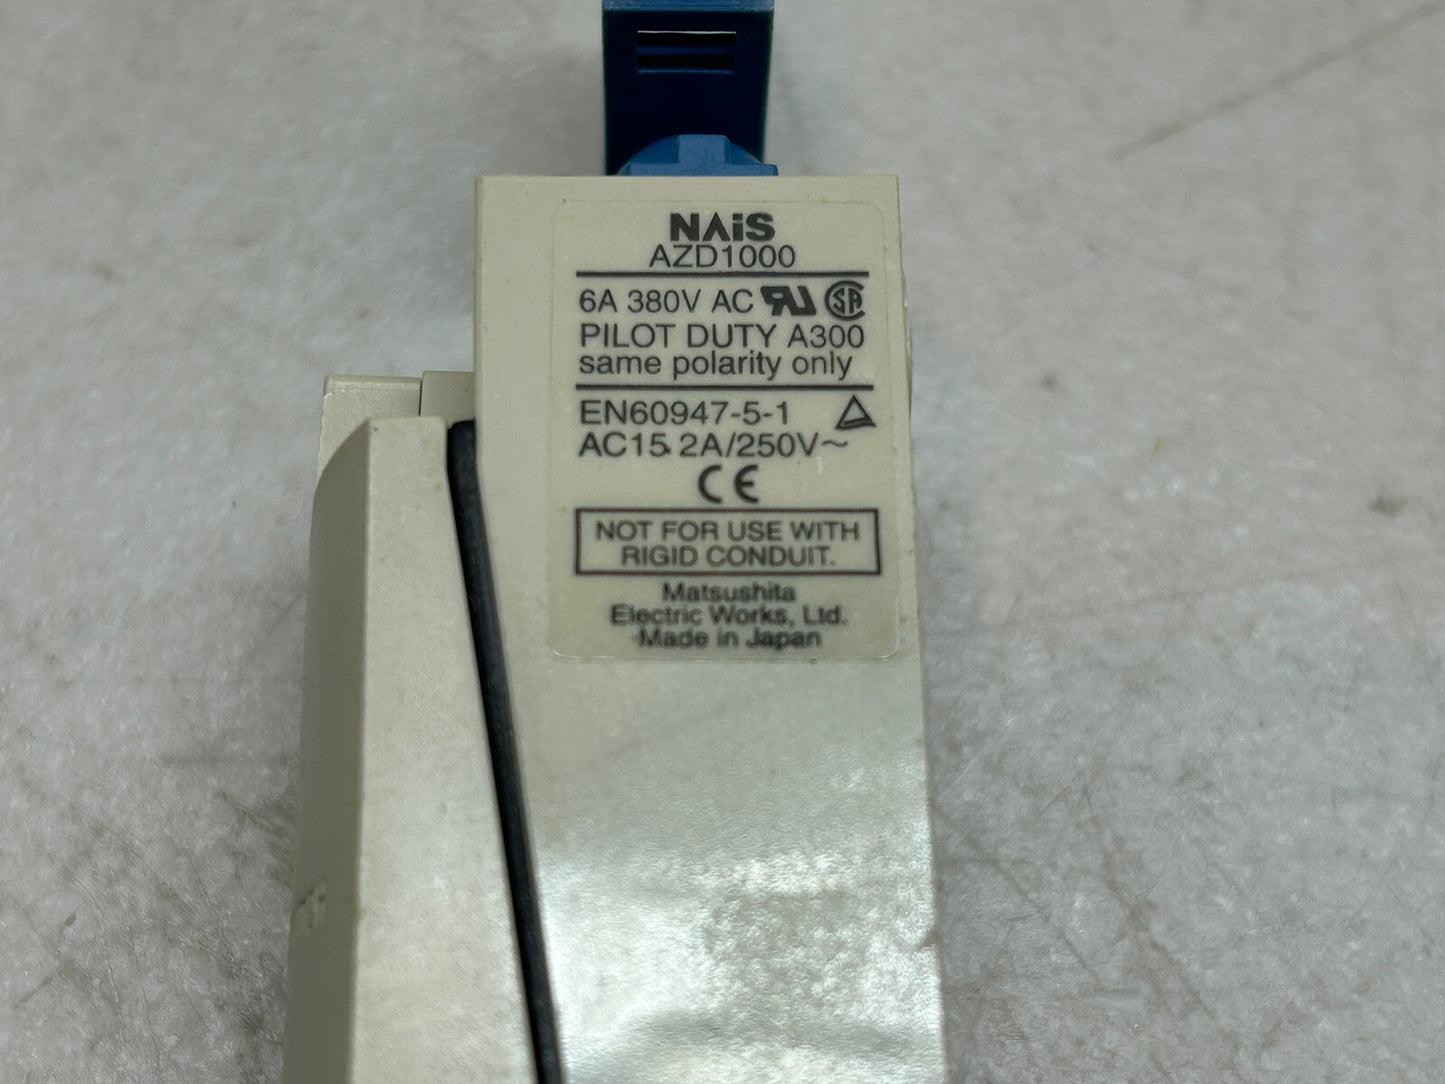 NAiS
AZD1000
6A 380V AC
PILOT DUTY A300
same polarity only
EN60947-5-1
AC15 2A/250V~
CE
NOT FOR USE WITH
RIGID CONDUIT.
Matsushita
Electric Works, Ltd.
Made in Japan